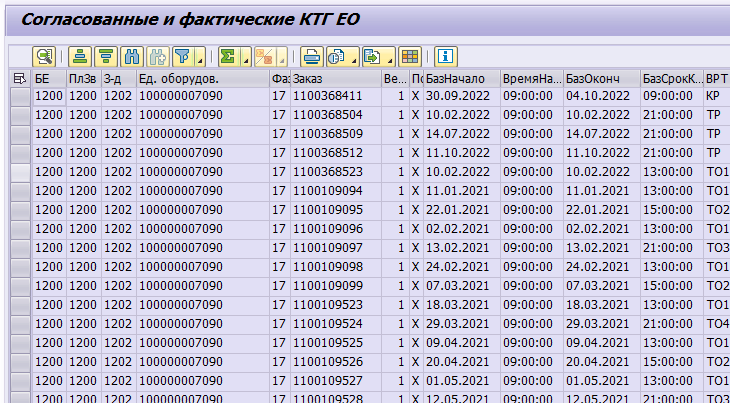 Согласованные и фактические КТГ ЕО
БЕ ПлЗв З-д Ед. оборудов. Фаз Заказ Ве... По БазНачало ВремяНа... БазОконч БазСрокК... ВРТ
1200 1200 1202 100000007090 17 1100368411 1 X 30.09.2022 09:00:00 04.10.2022 09:00:00 КР
1200 1200 1202 100000007090 17 1100368504 1 X 10.02.2022 09:00:00 10.02.2022 21:00:00 ТР
1200 1200 1202 100000007090 17 1100368509 1 X 14.07.2022 09:00:00 14.07.2022 21:00:00 ТР
1200 1200 1202 100000007090 17 1100368512 1 X 11.10.2022 09:00:00 11.10.2022 21:00:00 ТР
1200 1200 1202 100000007090 17 1100368523 1 X 10.02.2022 09:00:00 10.02.2022 13:00:00 ТО1
1200 1200 1202 100000007090 17 1100109094 1 X 11.01.2021 09:00:00 11.01.2021 13:00:00 ТО1
1200 1200 1202 100000007090 17 1100109095 1 X 22.01.2021 09:00:00 22.01.2021 15:00:00 ТО2
1200 1200 1202 100000007090 17 1100109096 1 X 02.02.2021 09:00:00 02.02.2021 13:00:00 ТО1
1200 1200 1202 100000007090 17 1100109097 1 X 13.02.2021 09:00:00 13.02.2021 21:00:00 ТО3
1200 1200 1202 100000007090 17 1100109098 1 X 24.02.2021 09:00:00 24.02.2021 13:00:00 ТО1
1200 1200 1202 100000007090 17 1100109099 1 X 07.03.2021 09:00:00 07.03.2021 15:00:00 ТО2
1200 1200 1202 100000007090 17 1100109523 1 X 18.03.2021 09:00:00 18.03.2021 13:00:00 ТО1
1200 1200 1202 100000007090 17 1100109524 1 X 29.03.2021 09:00:00 29.03.2021 21:00:00 ТО4
1200 1200 1202 100000007090 17 1100109525 1 X 09.04.2021 09:00:00 09.04.2021 13:00:00 ТО1
1200 1200 1202 100000007090 17 1100109526 1 X 20.04.2021 09:00:00 20.04.2021 15:00:00 ТО2
1200 1200 1202 100000007090 17 1100109527 1 X 01.05.2021 09:00:00 01.05.2021 13:00:00 ТО1
1200 1200 1202 100000007090 17 1100109528 1 X 12.05.2021 09:00:00 12.05.2021 21:00:00 ТО3